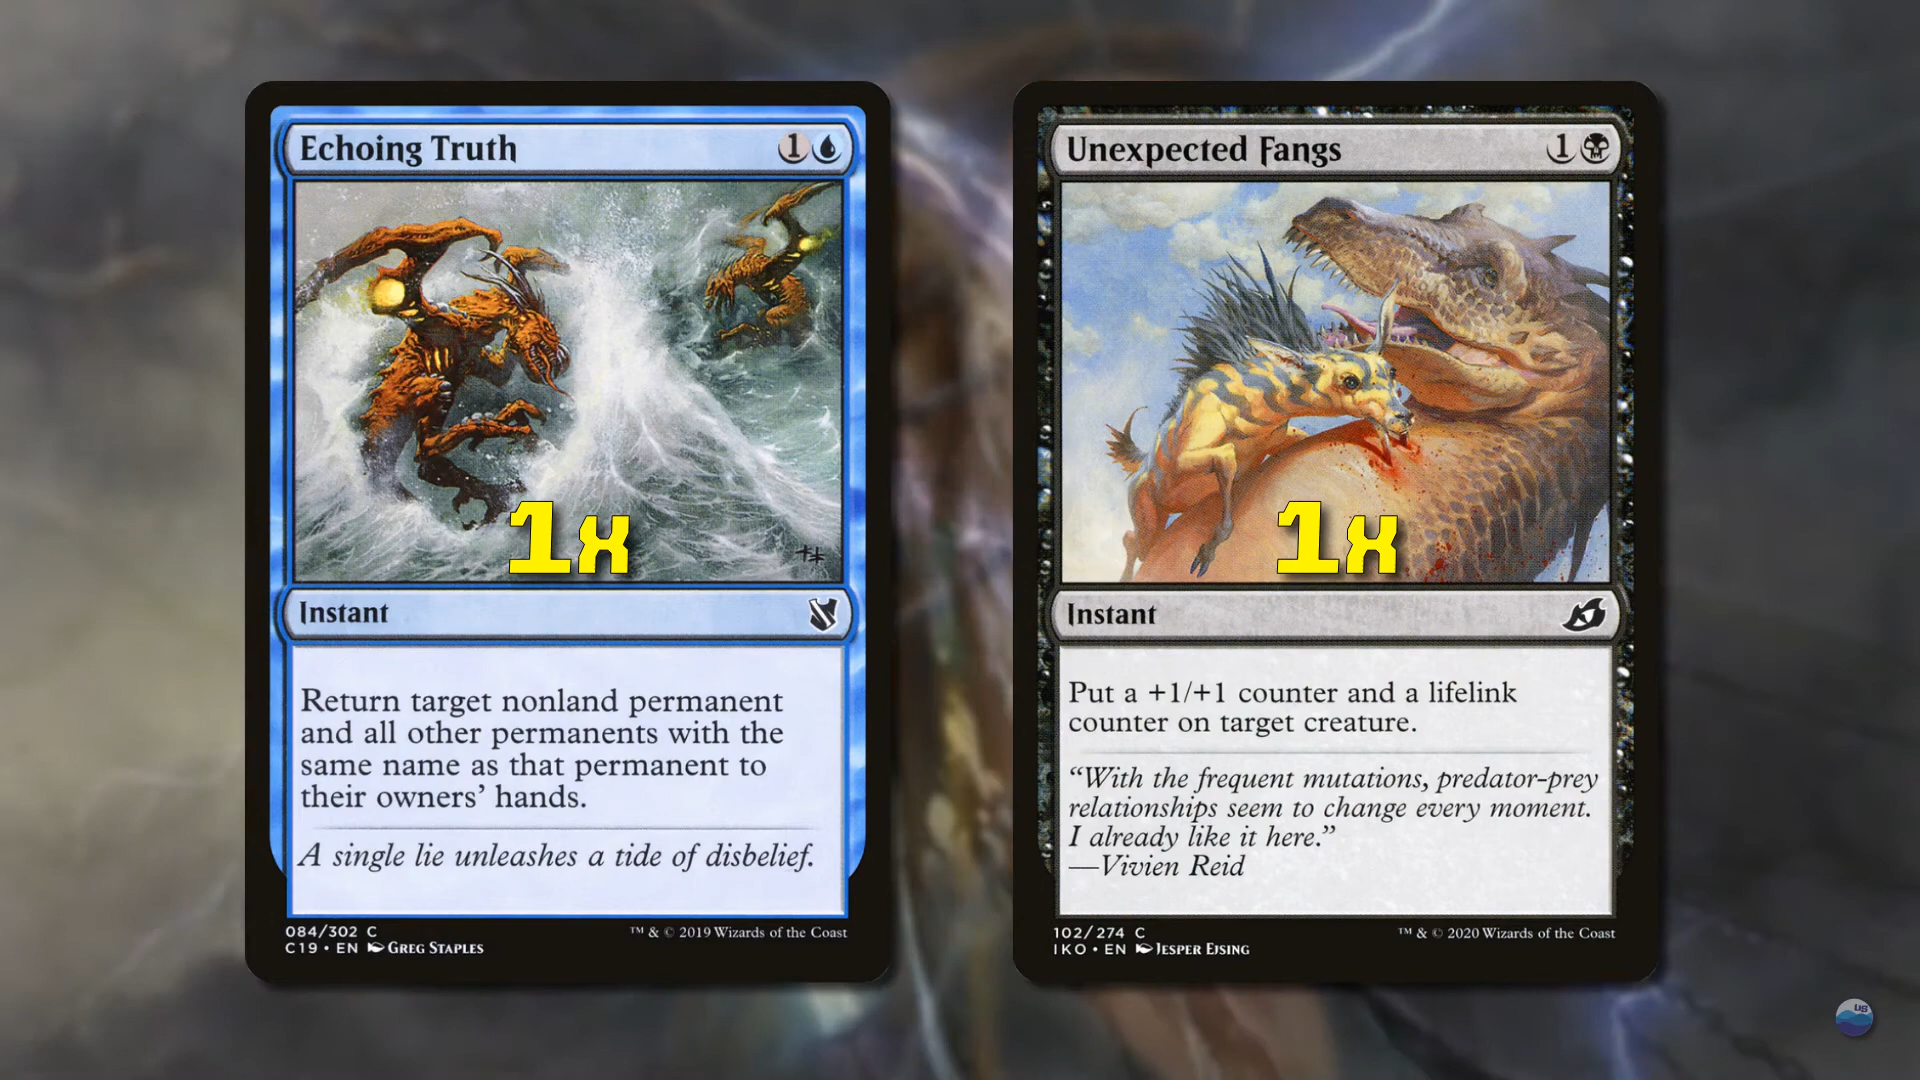 Echoing Truth
1
1x
Instant
Return target nonland permanent
and all other permanents with the
same name as that permanent to
their owners' hands.
A single lie unleashes a tide of disbelief.
084/302 C
C19 • EN Greg Staples
™ & © 2019 Wizards of the Coast
Unexpected Fangs
1
1x
Instant
Put a +1/+1 counter and a lifelink
counter on target creature.
“With the frequent mutations, predator-prey
relationships seem to change every moment.
I already like it here.”
—Vivien Reid
102/274 C
IKO • EN Jesper Ejsing
™ & © 2020 Wizards of the Coast